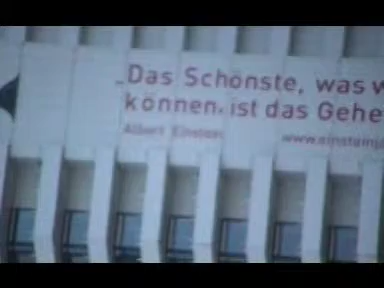 „Das Schönste, was w
können, ist das Gehe
Albert Einstein
www.einstein